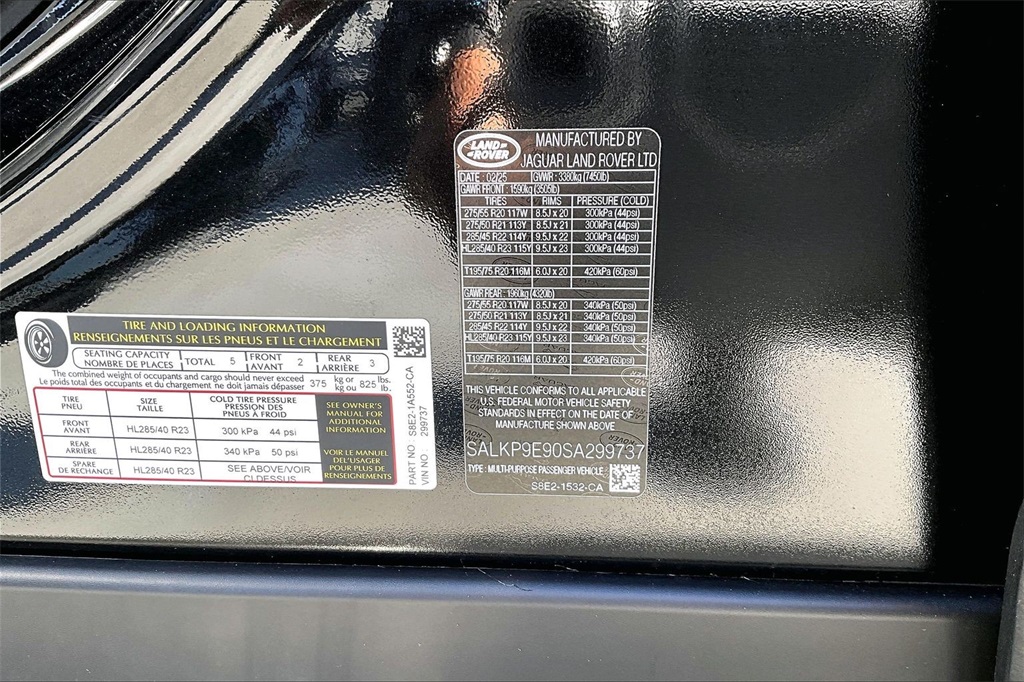 TIRE AND LOADING INFORMATION
RENSEIGNEMENTS SUR LES PNEUS ET LE CHARGEMENT
SEATING CAPACITY
NOMBRE DE PLACES
TOTAL 5
FRONT
AVANT 2
REAR
ARRIÈRE 3
The combined weight of occupants and cargo should never exceed
Le poids total des occupants et du chargement ne doit jamais dépasser
375 kg or
kg ou
825 lbs.
lb.
TIRE
PNEU
SIZE
TAILLE
COLD TIRE PRESSURE
PRESSION DES
PNEUS À FROID
FRONT
AVANT
HL285/40 R23
300 kPa 44 psi
REAR
ARRIÈRE
HL285/40 R23
340 kPa 50 psi
SPARE
DE RECHANGE
HL285/40 R23
SEE ABOVE/VOIR
CI DESSUS
SEE OWNER'S
MANUAL FOR
ADDITIONAL
INFORMATION
VOIR LE MANUEL
DE L'USAGER
POUR PLUS DE
RENSEIGNEMENTS
PART NO S8E2-1A552-CA
VIN NO 299737
LAND
ROVER
MANUFACTURED BY
JAGUAR LAND ROVER LTD
DATE : 02/25 GVWR : 3380kg (7450lb)
GAWR FRONT : 1590kg (3505lb)
TIRES RIMS PRESSURE (COLD)
275/55 R20 117W 8.5J x 20 300kPa (44psi)
275/50 R21 113Y 8.5J x 21 300kPa (44psi)
285/45 R22 114Y 9.5J x 22 300kPa (44psi)
HL285/40 R23 115Y 9.5J x 23 300kPa (44psi)
T195/75 R20 116M 6.0J x 20 420kPa (60psi)
GAWR REAR : 1960kg (4320lb)
275/55 R20 117W 8.5J x 20 340kPa (50psi)
275/50 R21 113Y 8.5J x 21 340kPa (50psi)
285/45 R22 114Y 9.5J x 22 340kPa (50psi)
HL285/40 R23 115Y 9.5J x 23 340kPa (50psi)
T195/75 R20 116M 6.0J x 20 420kPa (60psi)
THIS VEHICLE CONFORMS TO ALL APPLICABLE
U.S. FEDERAL MOTOR VEHICLE SAFETY
STANDARDS IN EFFECT ON THE DATE OF
MANUFACTURE SHOWN ABOVE
SALKP9E90SA299737
TYPE : MULTI-PURPOSE PASSENGER VEHICLE
S8E2-1532-CA